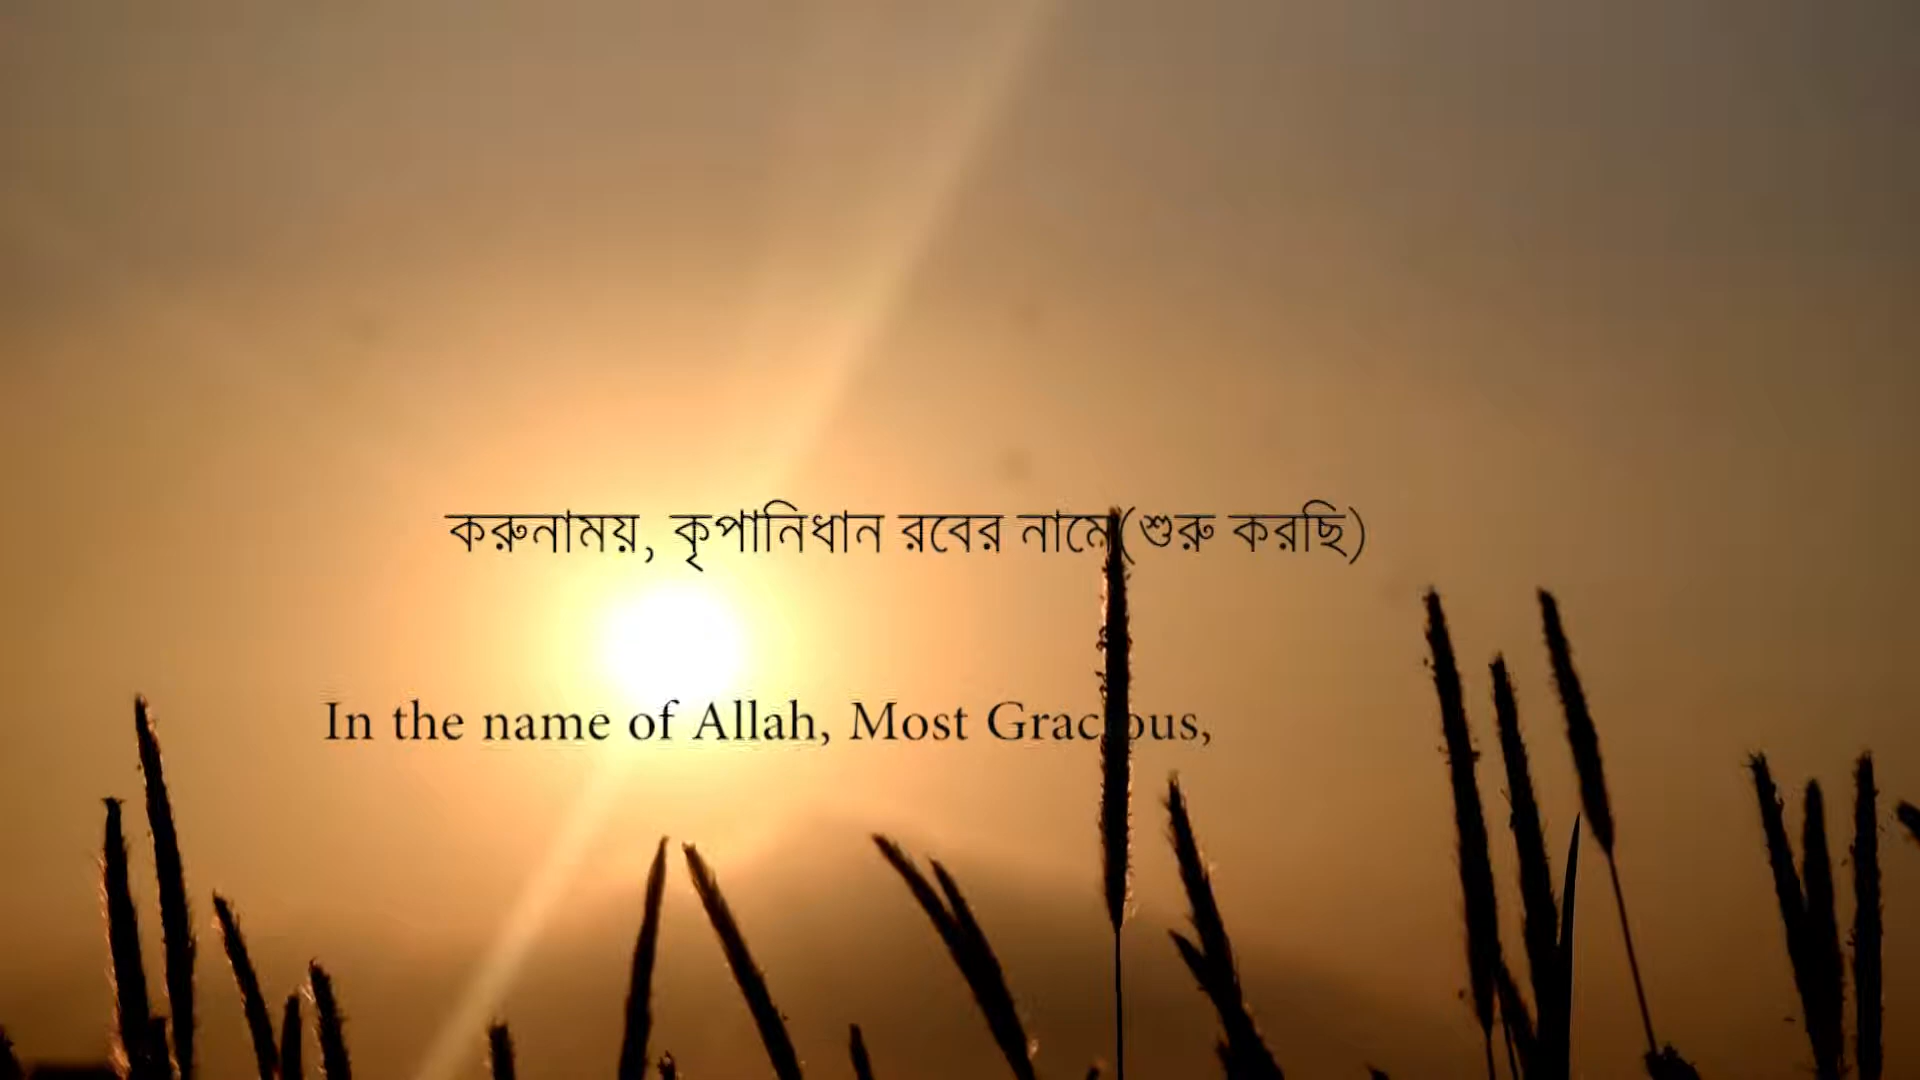 করুনাময়, কৃপানিধান রবের নামে(শুরু করছি)
In the name of Allah, Most Gracious,